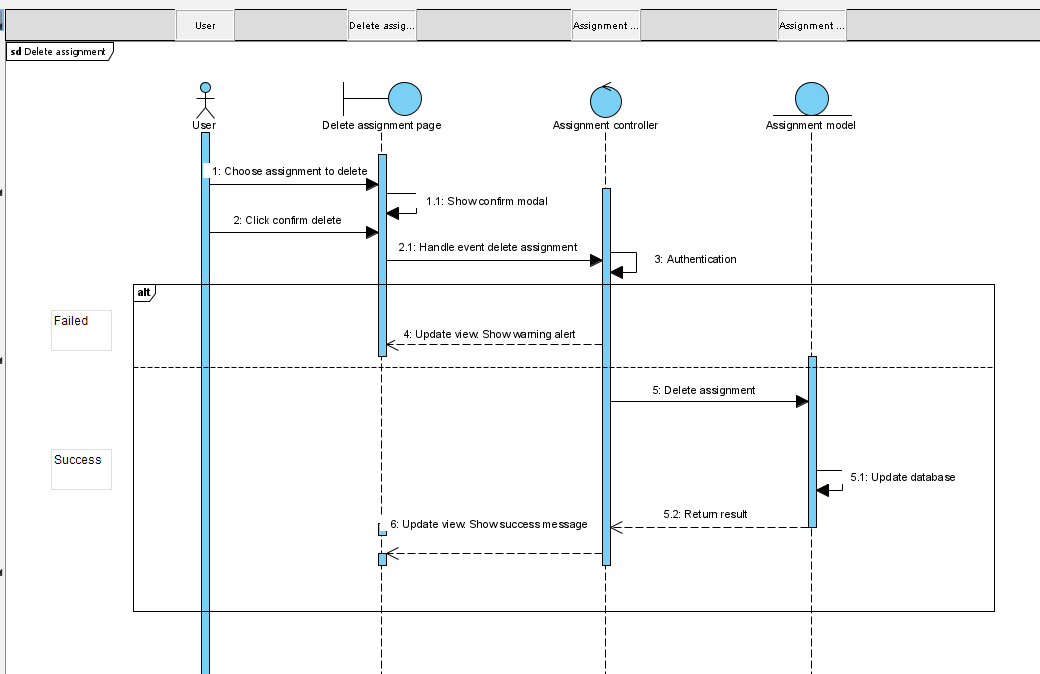 User
Delete assig...
Assignment ...
Assignment ...
sd Delete assignment
User
Delete assignment page
Assignment controller
Assignment model
1: Choose assignment to delete
1.1: Show confirm modal
2: Click confirm delete
2.1: Handle event delete assignment
3: Authentication
alt
Failed
4: Update view. Show warning alert
5: Delete assignment
Success
5.1: Update database
5.2: Return result
6: Update view. Show success message